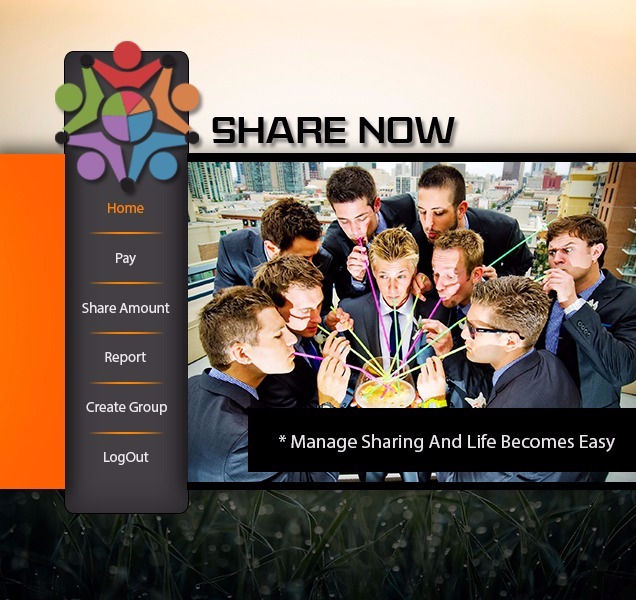 SHARE NOW
Home
Pay
Share Amount
Report
Create Group
LogOut
* Manage Sharing And Life Becomes Easy